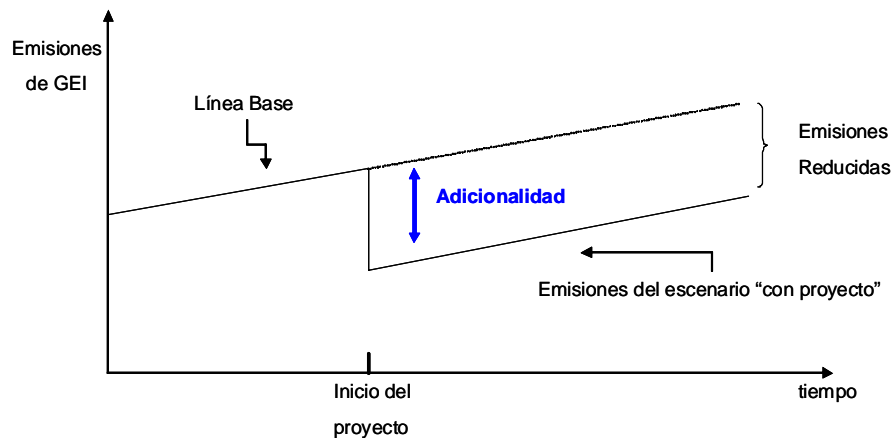 Emisiones
de GEI
Línea Base
Adicionalidad
Emisiones
Reducidas
Emisiones del escenario “con proyecto”
Inicio del
proyecto
tiempo